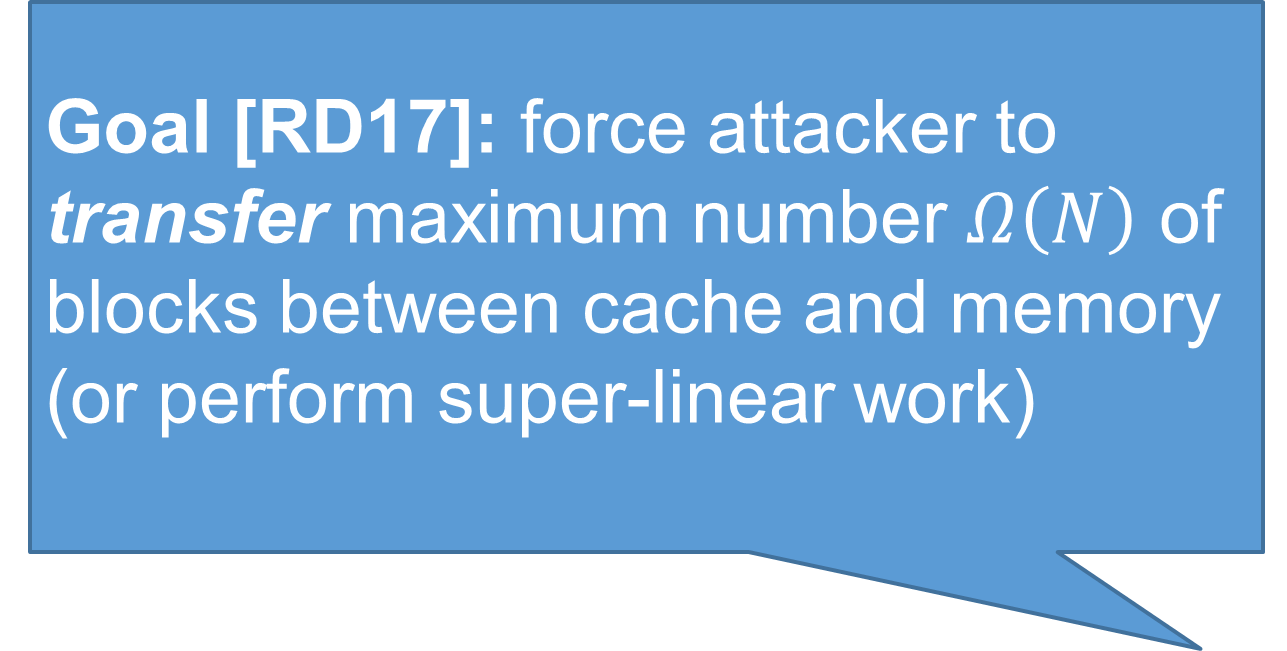 Goal [RD17]: force attacker to
transfer maximum number Ω(N) of
blocks between cache and memory
(or perform super-linear work)